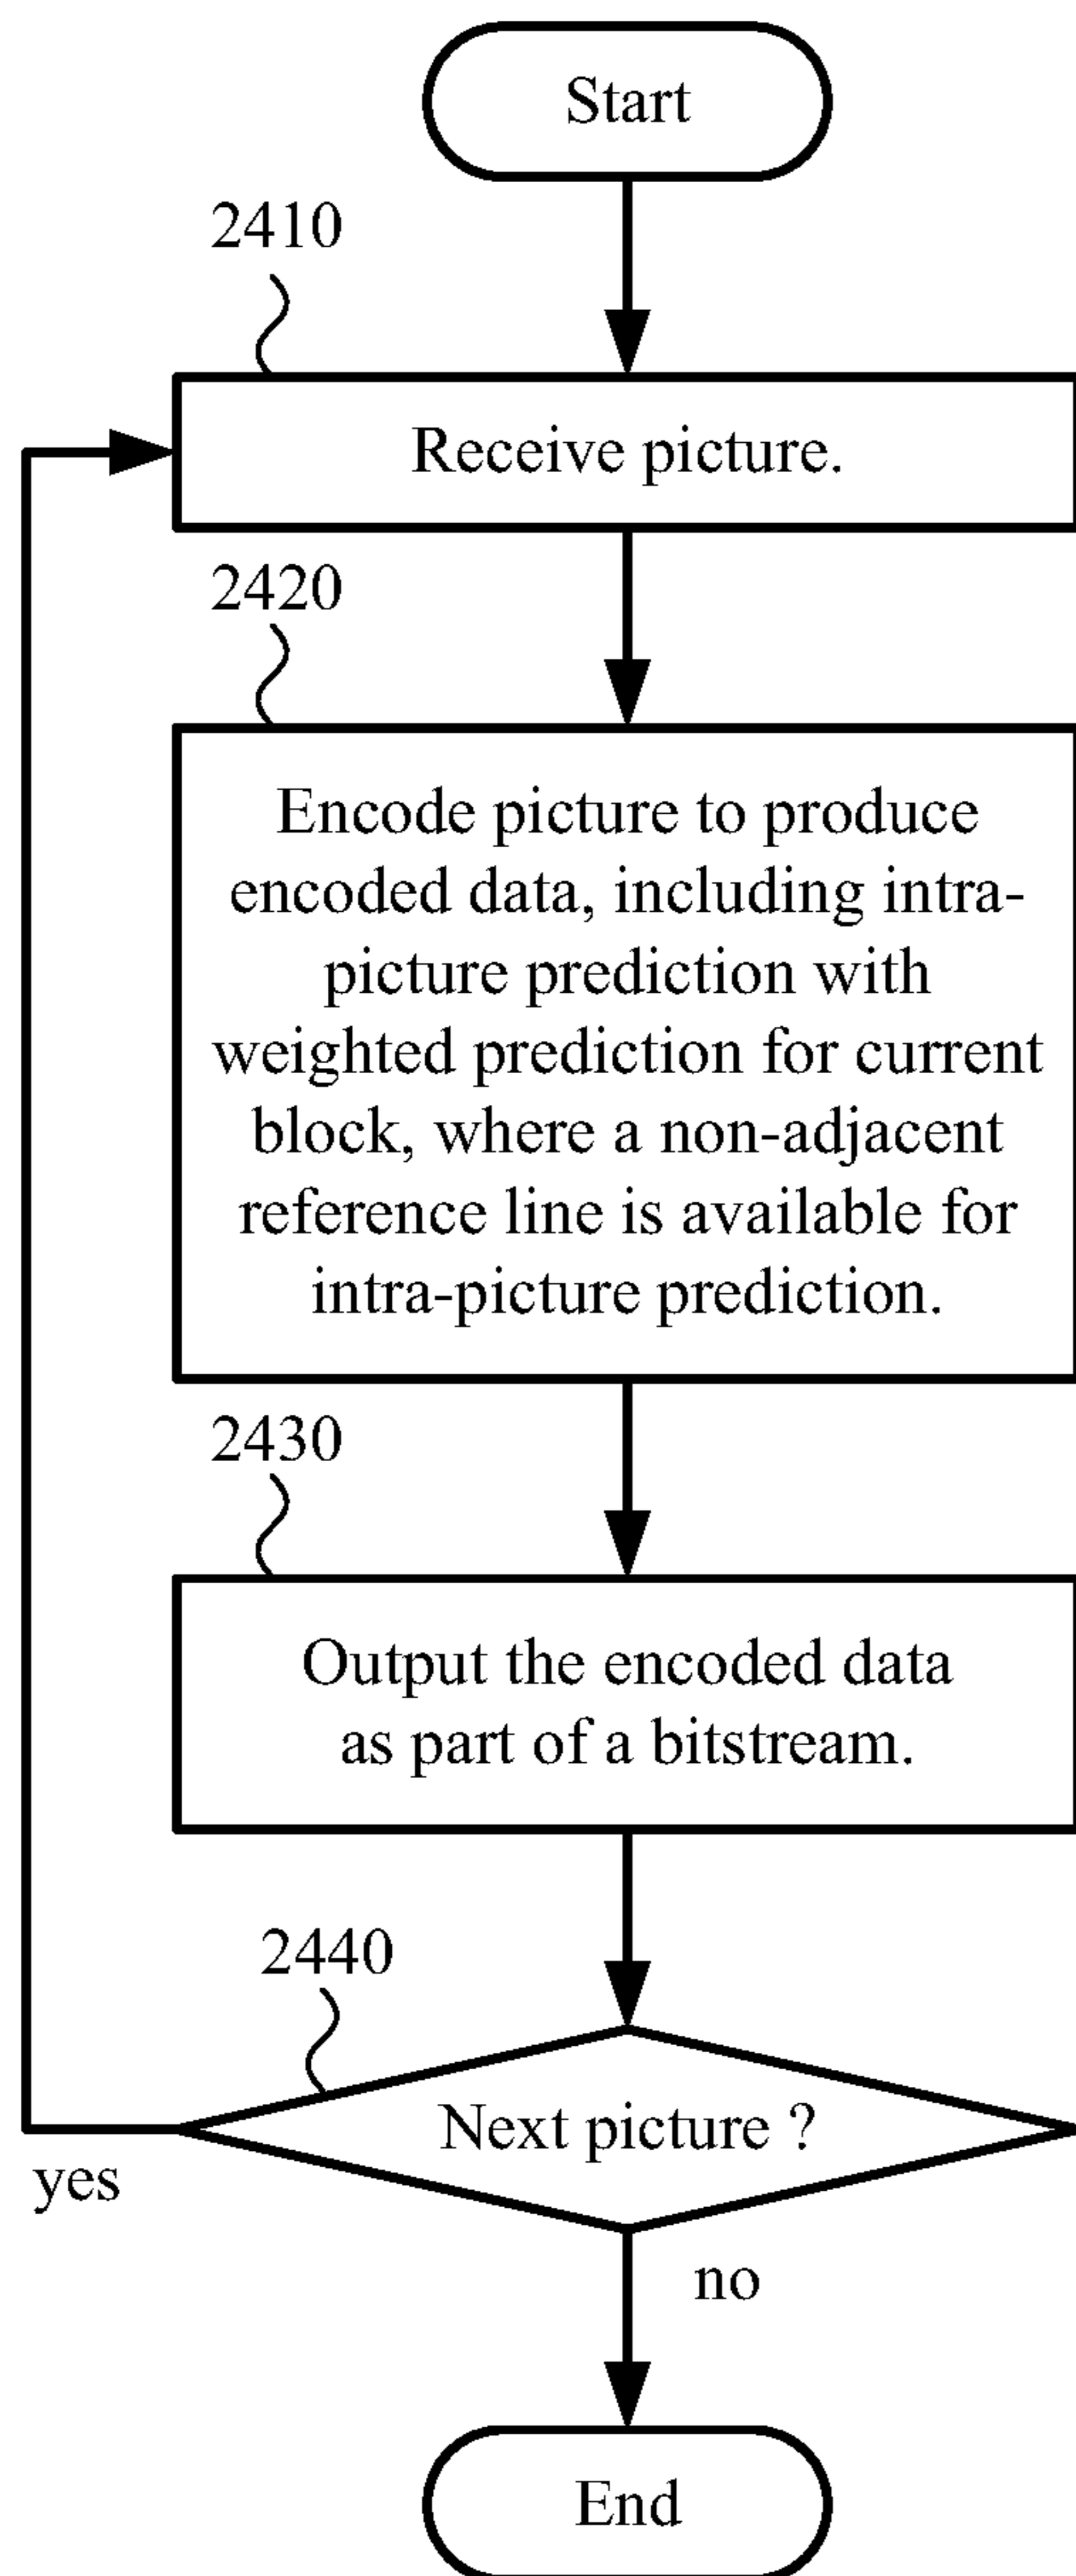 Start
2410
Receive picture.
2420
Encode picture to produce
encoded data, including intra-
picture prediction with
weighted prediction for current
block, where a non-adjacent
reference line is available for
intra-picture prediction.
2430
Output the encoded data
as part of a bitstream.
2440
Next picture ?
yes
no
End